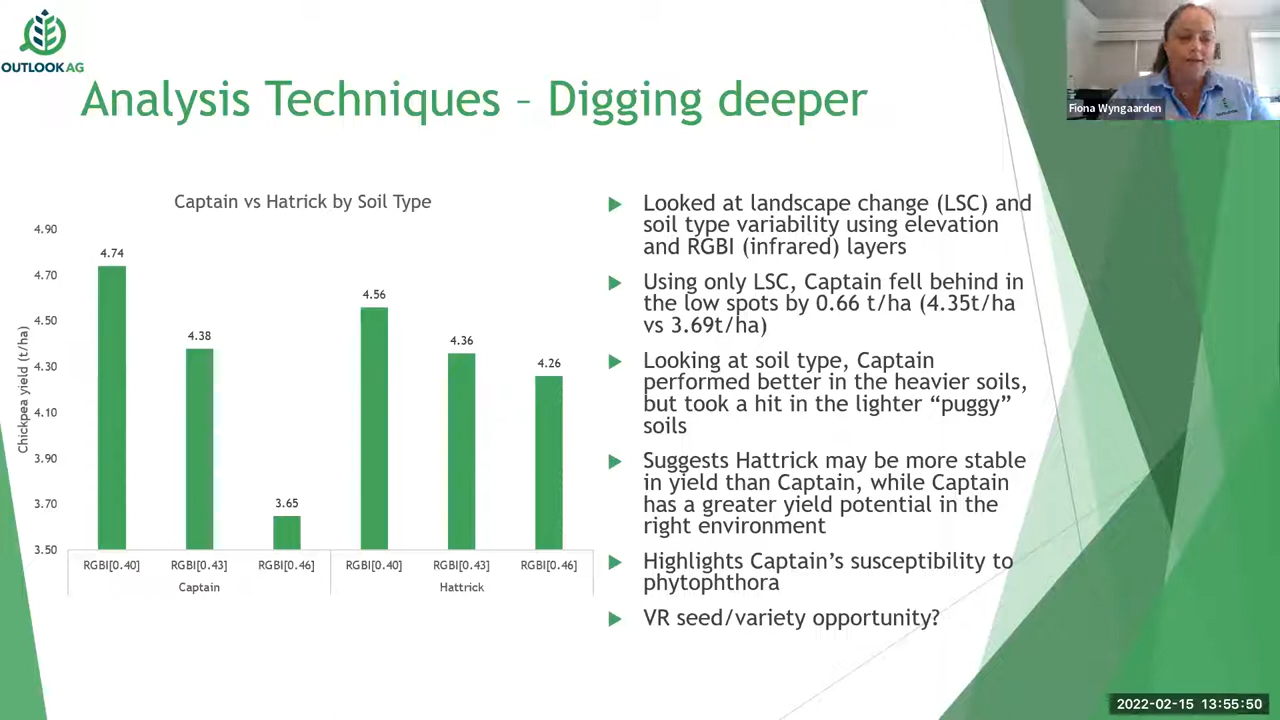 OUTLOOKAG
Analysis Techniques – Digging deeper
Fiona Wyngaarden
Captain vs Hatrick by Soil Type
Chickpea yield (t/ha)
4.90
4.70
4.50
4.30
4.10
3.90
3.70
3.50
4.74
4.38
3.65
4.56
4.36
4.26
RGBI[0.40]
RGBI[0.43]
RGBI[0.46]
RGBI[0.40]
RGBI[0.43]
RGBI[0.46]
Captain
Hattrick
Looked at landscape change (LSC) and
soil type variability using elevation
and RGBI (infrared) layers
Using only LSC, Captain fell behind in
the low spots by 0.66 t/ha (4.35t/ha
vs 3.69t/ha)
Looking at soil type, Captain
performed better in the heavier soils,
but took a hit in the lighter “puggy”
soils
Suggests Hattrick may be more stable
in yield than Captain, while Captain
has a greater yield potential in the
right environment
Highlights Captain’s susceptibility to
phytophthora
VR seed/variety opportunity?
2022-02-15 13:55:50